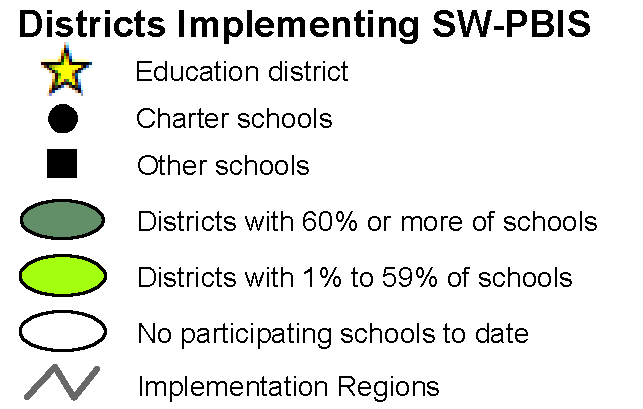 Districts Implementing SW-PBIS
Education district
Charter schools
Other schools
Districts with 60% or more of schools
Districts with 1% to 59% of schools
No participating schools to date
Implementation Regions